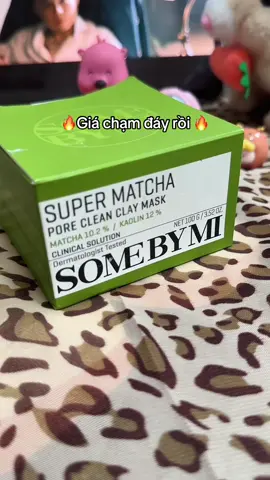 🔥Giá chạm đáy rồi🔥
SUPER MATCHA
PORE CLEAN CLAY MASK
MATCHA 10.2 % / KAOLIN 12 %
CLINICAL SOLUTION
Dermatologist Tested
NET 100 G / 3.52 OZ.
SOME BY MI